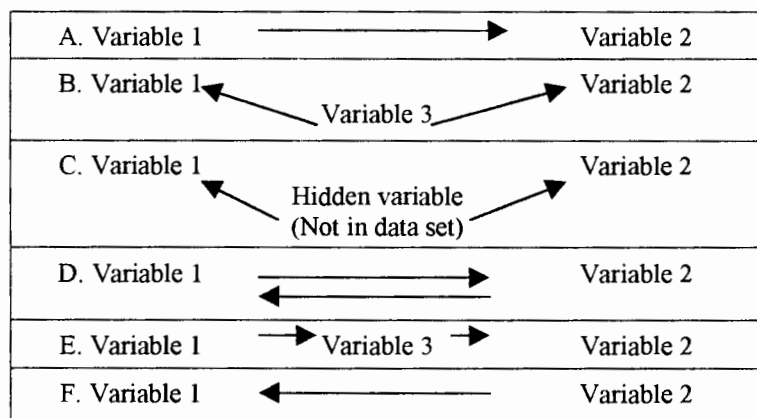 A. Variable 1 Variable 2
B. Variable 1 Variable 2
Variable 3
C. Variable 1 Variable 2
Hidden variable
(Not in data set)
D. Variable 1 Variable 2
E. Variable 1 Variable 3 Variable 2
F. Variable 1 Variable 2